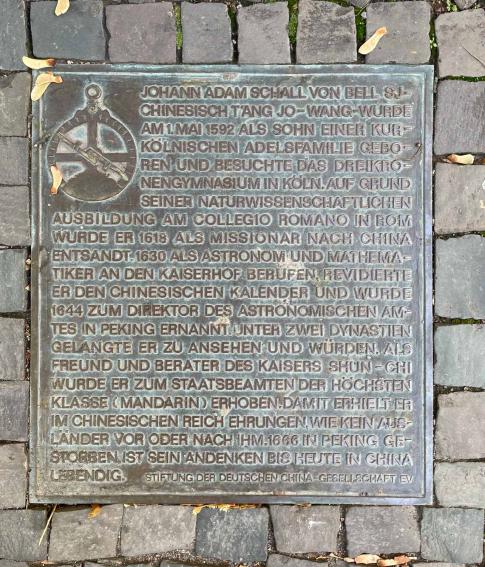 JOHANN ADAM SCHALL VON BELL SJ-
CHINESISCH T'ANG JO-WANG-WURDE
AM 1. MAI 1592 ALS SOHN EINER KUR-
KÖLNISCHEN ADELSFAMILIE GEBO-
REN UND BESUCHTE DAS DREIKRO-
NENGYMNASIUM IN KÖLN. AUF GRUND
SEINER NATURWISSENSCHAFTLICHEN
AUSBILDUNG AM COLLEGIO ROMANO IN ROM
WURDE ER 1618 ALS MISSIONAR NACH CHINA
ENTSANDT. 1630 ALS ASTRONOM UND MATHEMA-
TIKER AN DEN KAISERHOF BERUFEN, REVIDIERTE
ER DEN CHINESISCHEN KALENDER UND WURDE
1644 ZUM DIREKTOR DES ASTRONOMISCHEN AM-
TES IN PEKING ERNANNT. UNTER ZWEI DYNASTIEN
GELANGTE ER ZU ANSEHEN UND WÜRDEN. ALS
FREUND UND BERATER DES KAISERS SHUN-CHI
WURDE ER ZUM STAATSBEAMTEN DER HÖCHSTEN
KLASSE (MANDARIN) ERHOBEN. DAMIT ERHIELT ER
IM CHINESISCHEN REICH EHRUNGEN, WIE KEIN AUS-
LÄNDER VOR ODER NACH IHM. 1666 IN PEKING GE-
STORBEN, IST SEIN ANDENKEN BIS HEUTE IN CHINA
LEBENDIG. STIFTUNG DER DEUTSCHEN CHINA-GESELLSCHAFT EV